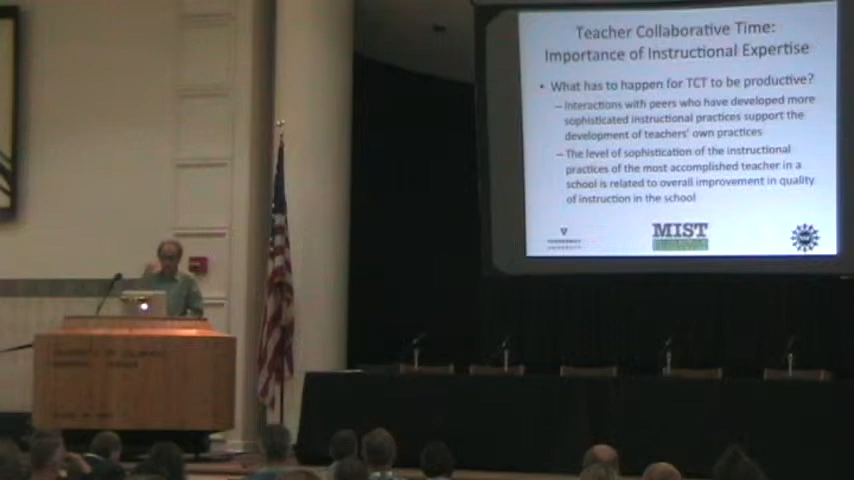 Teacher Collaborative Time:
Importance of Instructional Expertise
• What has to happen for TCT to be productive?
– Interactions with peers who have developed more
sophisticated instructional practices support the
development of teachers' own practices
– The level of sophistication of the instructional
practices of the most accomplished teacher in a
school is related to overall improvement in quality
of instruction in the school
V
VANDERBILT
UNIVERSITY
MIST